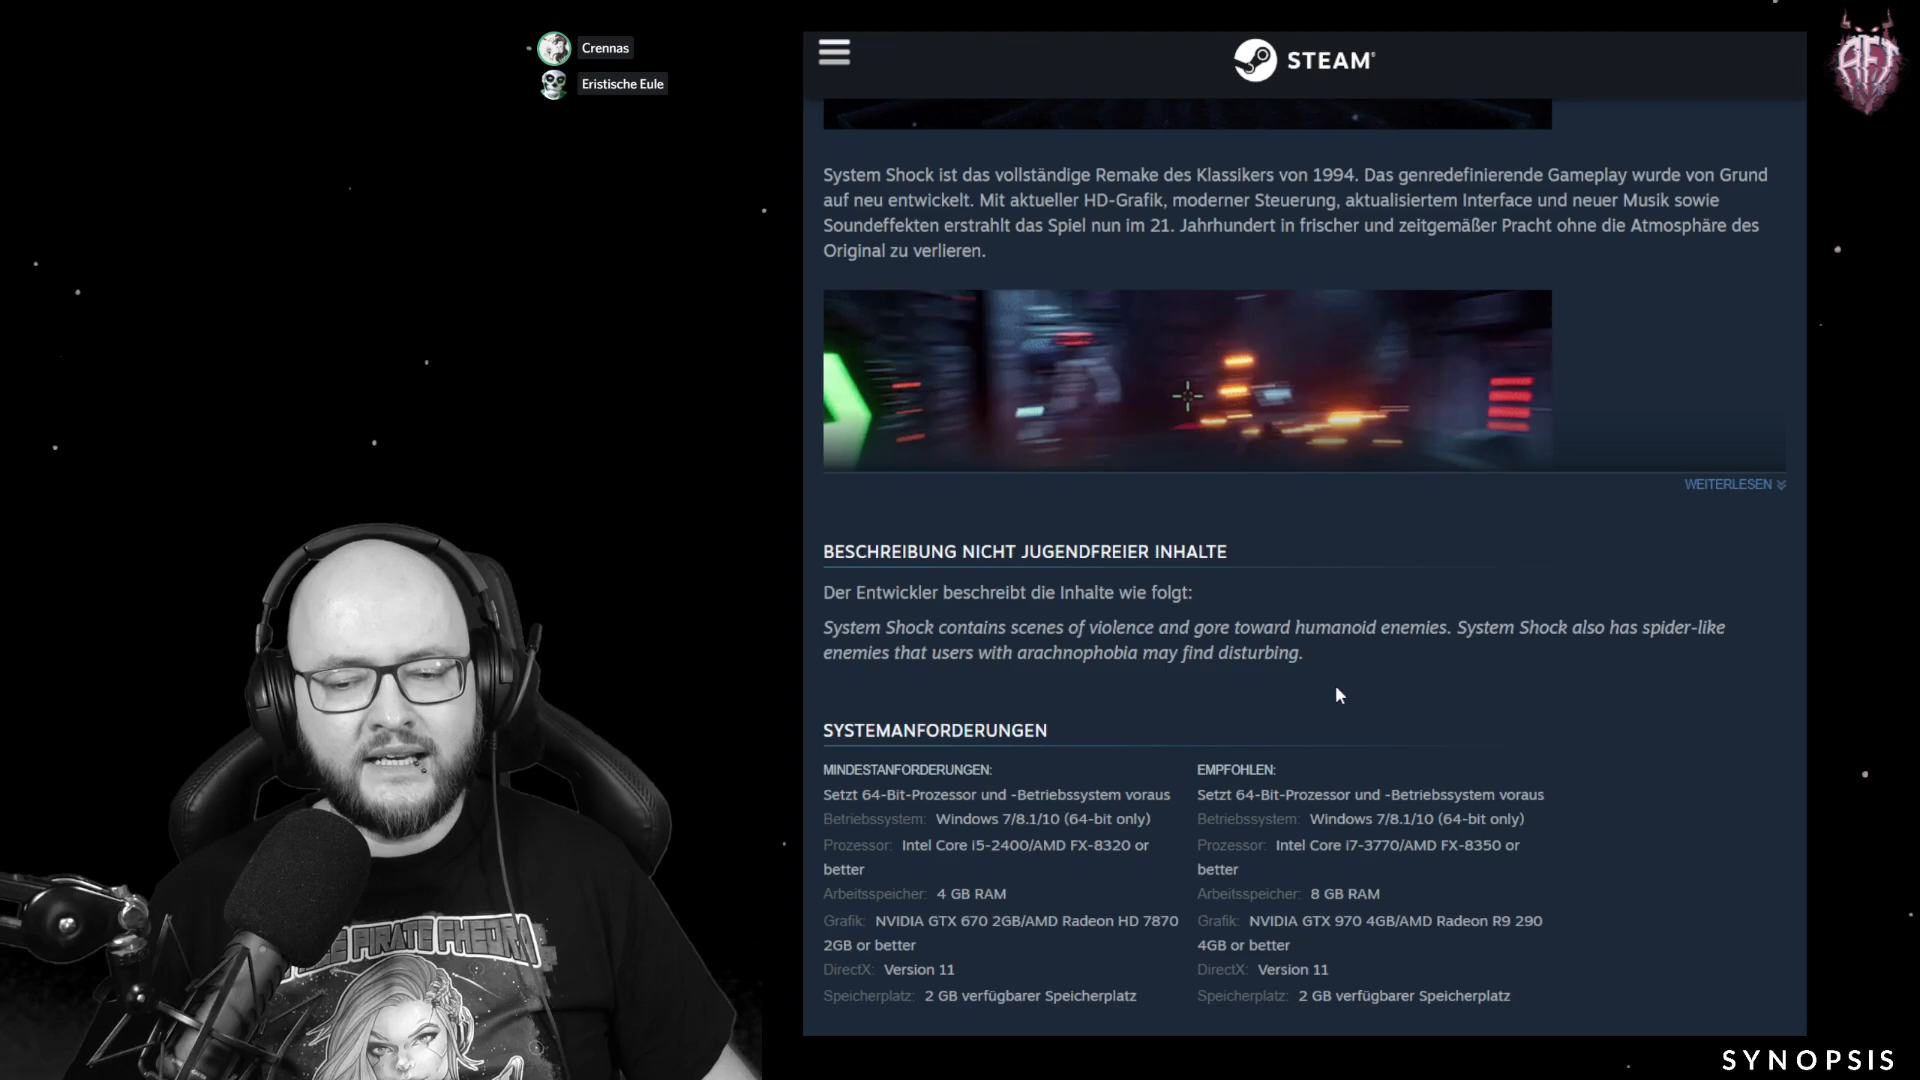 Crennas
Eristische Eule
STEAM
AFT
System Shock ist das vollständige Remake des Klassikers von 1994. Das genredefinierende Gameplay wurde von Grund
auf neu entwickelt. Mit aktueller HD-Grafik, moderner Steuerung, aktualisiertem Interface und neuer Musik sowie
Soundeffekten erstrahlt das Spiel nun im 21. Jahrhundert in frischer und zeitgemäßer Pracht ohne die Atmosphäre des
Original zu verlieren.
WEITERLESEN
BESCHREIBUNG NICHT JUGENDFREIER INHALTE
Der Entwickler beschreibt die Inhalte wie folgt:
System Shock contains scenes of violence and gore toward humanoid enemies. System Shock also has spider-like
enemies that users with arachnophobia may find disturbing.
SYSTEMANFORDERUNGEN
MINDESTANFORDERUNGEN:
Setzt 64-Bit-Prozessor und -Betriebssystem voraus
Betriebssystem: Windows 7/8.1/10 (64-bit only)
Prozessor: Intel Core i5-2400/AMD FX-8320 or
better
Arbeitsspeicher: 4 GB RAM
Grafik: NVIDIA GTX 670 2GB/AMD Radeon HD 7870
2GB or better
DirectX: Version 11
Speicherplatz: 2 GB verfügbarer Speicherplatz
EMPFOHLEN:
Setzt 64-Bit-Prozessor und -Betriebssystem voraus
Betriebssystem: Windows 7/8.1/10 (64-bit only)
Prozessor: Intel Core i7-3770/AMD FX-8350 or
better
Arbeitsspeicher: 8 GB RAM
Grafik: NVIDIA GTX 970 4GB/AMD Radeon R9 290
4GB or better
DirectX: Version 11
Speicherplatz: 2 GB verfügbarer Speicherplatz
PIRATE
SYNOPSIS